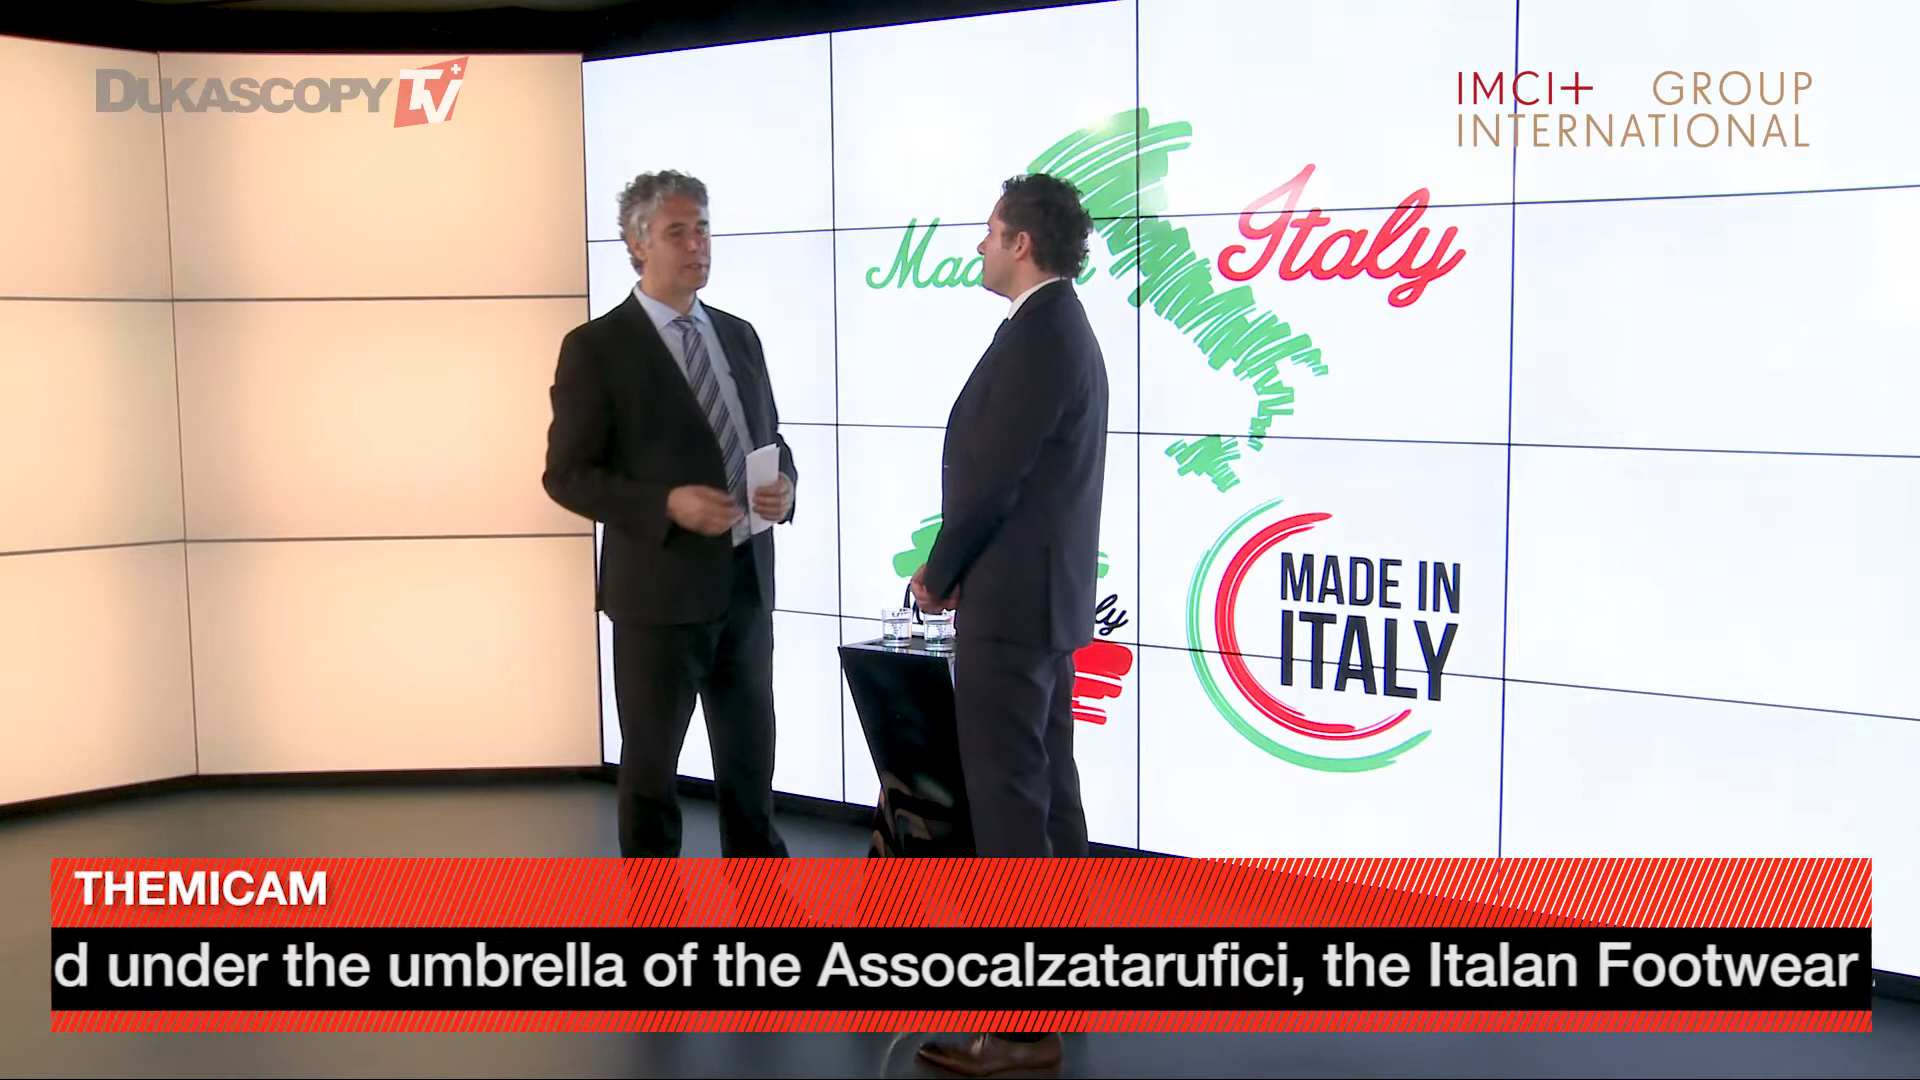 DUKASCOPY TV
IMCI+ GROUP
INTERNATIONAL
Italy
MADE IN
ITALY
THEMICAM
d under the umbrella of the Assocalzatarufici, the Italan Footwear